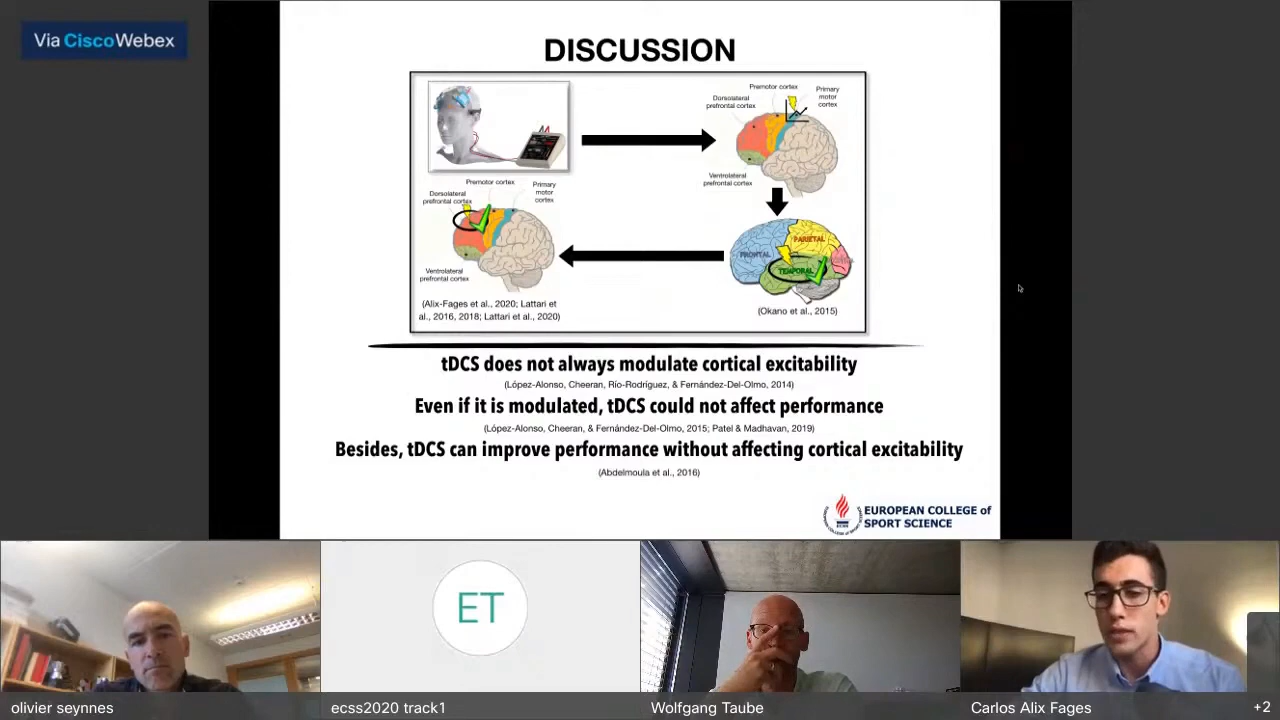 Via CiscoWebex
DISCUSSION
Premotor cortex
Dorsolateral
prefrontal cortex
Primary
motor
cortex
Ventrolateral
prefrontal cortex
Premotor cortex
Dorsolateral
prefrontal cortex
Primary
motor
cortex
Ventrolateral
prefrontal cortex
FRONTAL
PARIETAL
TEMPORAL
(Alix-Fages et al., 2020; Lattari et
al., 2016, 2018; Lattari et al., 2020)
(Okano et al., 2015)
tDCS does not always modulate cortical excitability
(López-Alonso, Cheeran, Río-Rodríguez, & Fernández-Del-Olmo, 2014)
Even if it is modulated, tDCS could not affect performance
(López-Alonso, Cheeran, & Fernández-Del-Olmo, 2015; Patel & Madhavan, 2019)
Besides, tDCS can improve performance without affecting cortical excitability
(Abdelmoula et al., 2016)
EUROPEAN COLLEGE of
SPORT SCIENCE
ET
olivier seynnes
ecss2020 track1
Wolfgang Taube
Carlos Alix Fages
+2